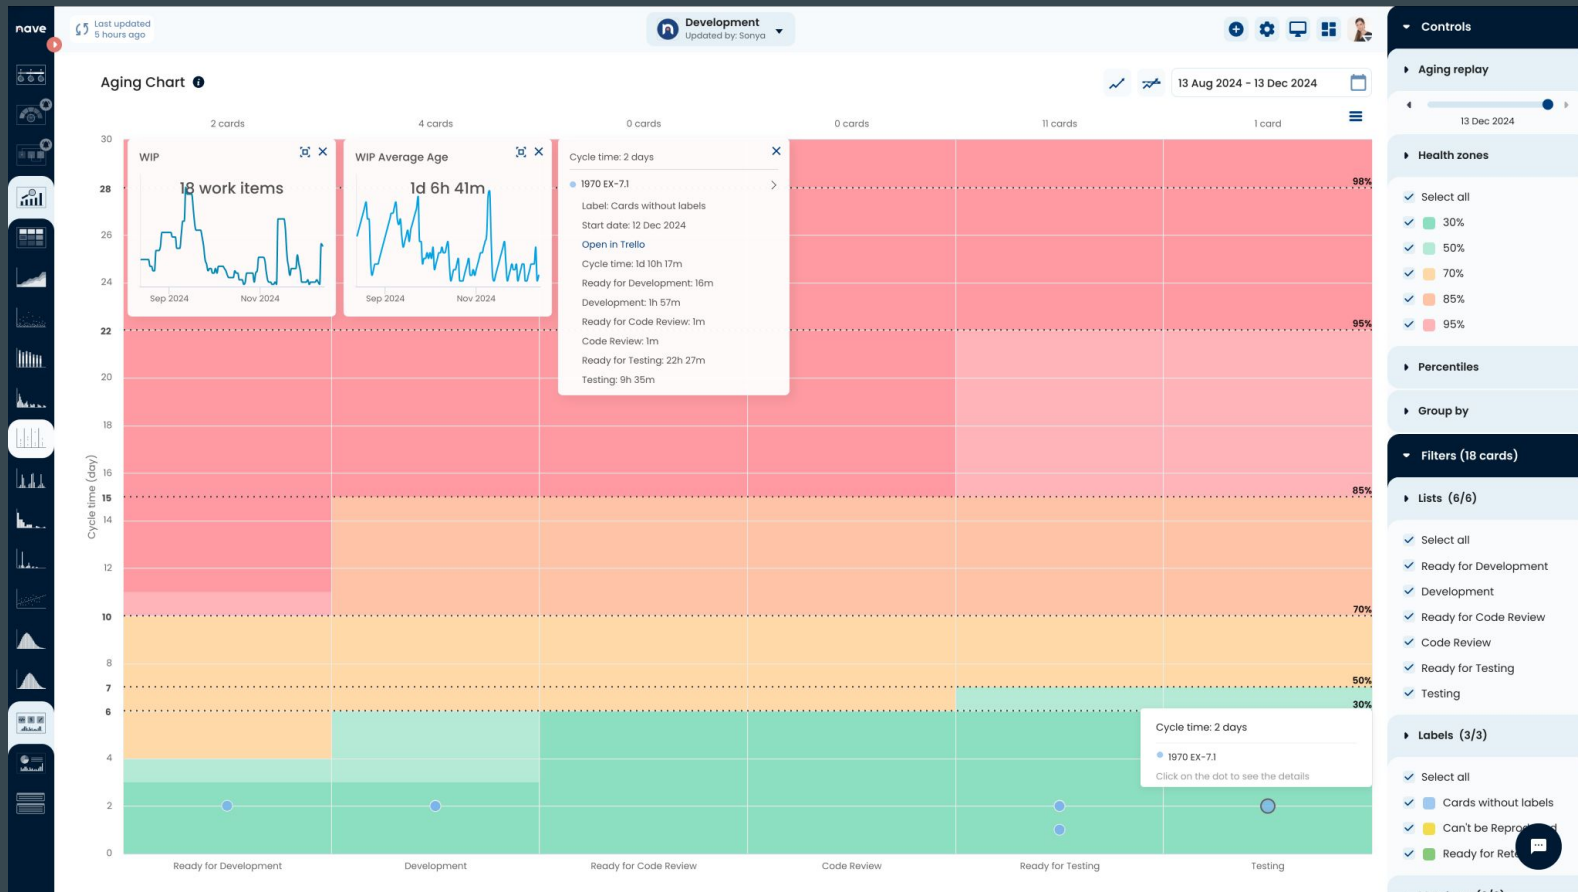 nave
Last updated
5 hours ago
Development
Updated by: Sonya
Aging Chart
13 Aug 2024 - 13 Dec 2024
2 cards
4 cards
0 cards
0 cards
11 cards
1 card
30
28
26
24
22
20
18
16
15
14
12
10
8
7
6
4
2
0
Cycle time (day)
98%
95%
85%
70%
50%
30%
WIP
18 work items
Sep 2024
Nov 2024
WIP Average Age
1d 6h 41m
Sep 2024
Nov 2024
Cycle time: 2 days
1970 EX-7.1
Label: Cards without labels
Start date: 12 Dec 2024
Open in Trello
Cycle time: 1d 10h 17m
Ready for Development: 16m
Development: 1h 57m
Ready for Code Review: 1m
Code Review: 1m
Ready for Testing: 22h 27m
Testing: 9h 35m
Cycle time: 2 days
1970 EX-7.1
Click on the dot to see the details
Ready for Development
Development
Ready for Code Review
Code Review
Ready for Testing
Testing
Controls
Aging replay
13 Dec 2024
Health zones
Select all
30%
50%
70%
85%
95%
Percentiles
Group by
Filters (18 cards)
Lists (6/6)
Select all
Ready for Development
Development
Ready for Code Review
Code Review
Ready for Testing
Testing
Labels (3/3)
Select all
Cards without labels
Can't be
Ready for